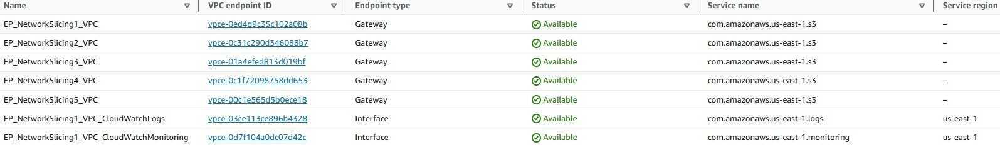 Name VPC endpoint ID Endpoint type Status Service name Service region
EP_NetworkSlicing1_VPC vpce-0ed4d9c35c102a08b Gateway Available com.amazonaws.us-east-1.s3 –
EP_NetworkSlicing2_VPC vpce-0c31c290d346088b7 Gateway Available com.amazonaws.us-east-1.s3 –
EP_NetworkSlicing3_VPC vpce-01a4efed813d019bf Gateway Available com.amazonaws.us-east-1.s3 –
EP_NetworkSlicing4_VPC vpce-0c1f72098758dd653 Gateway Available com.amazonaws.us-east-1.s3 –
EP_NetworkSlicing5_VPC vpce-00c1e565d5b0ece18 Gateway Available com.amazonaws.us-east-1.s3 –
EP_NetworkSlicing1_VPC_CloudWatchLogs vpce-03ce113ce896b4328 Interface Available com.amazonaws.us-east-1.logs us-east-1
EP_NetworkSlicing1_VPC_CloudWatchMonitoring vpce-0d7f104a0dc07d42c Interface Available com.amazonaws.us-east-1.monitoring us-east-1